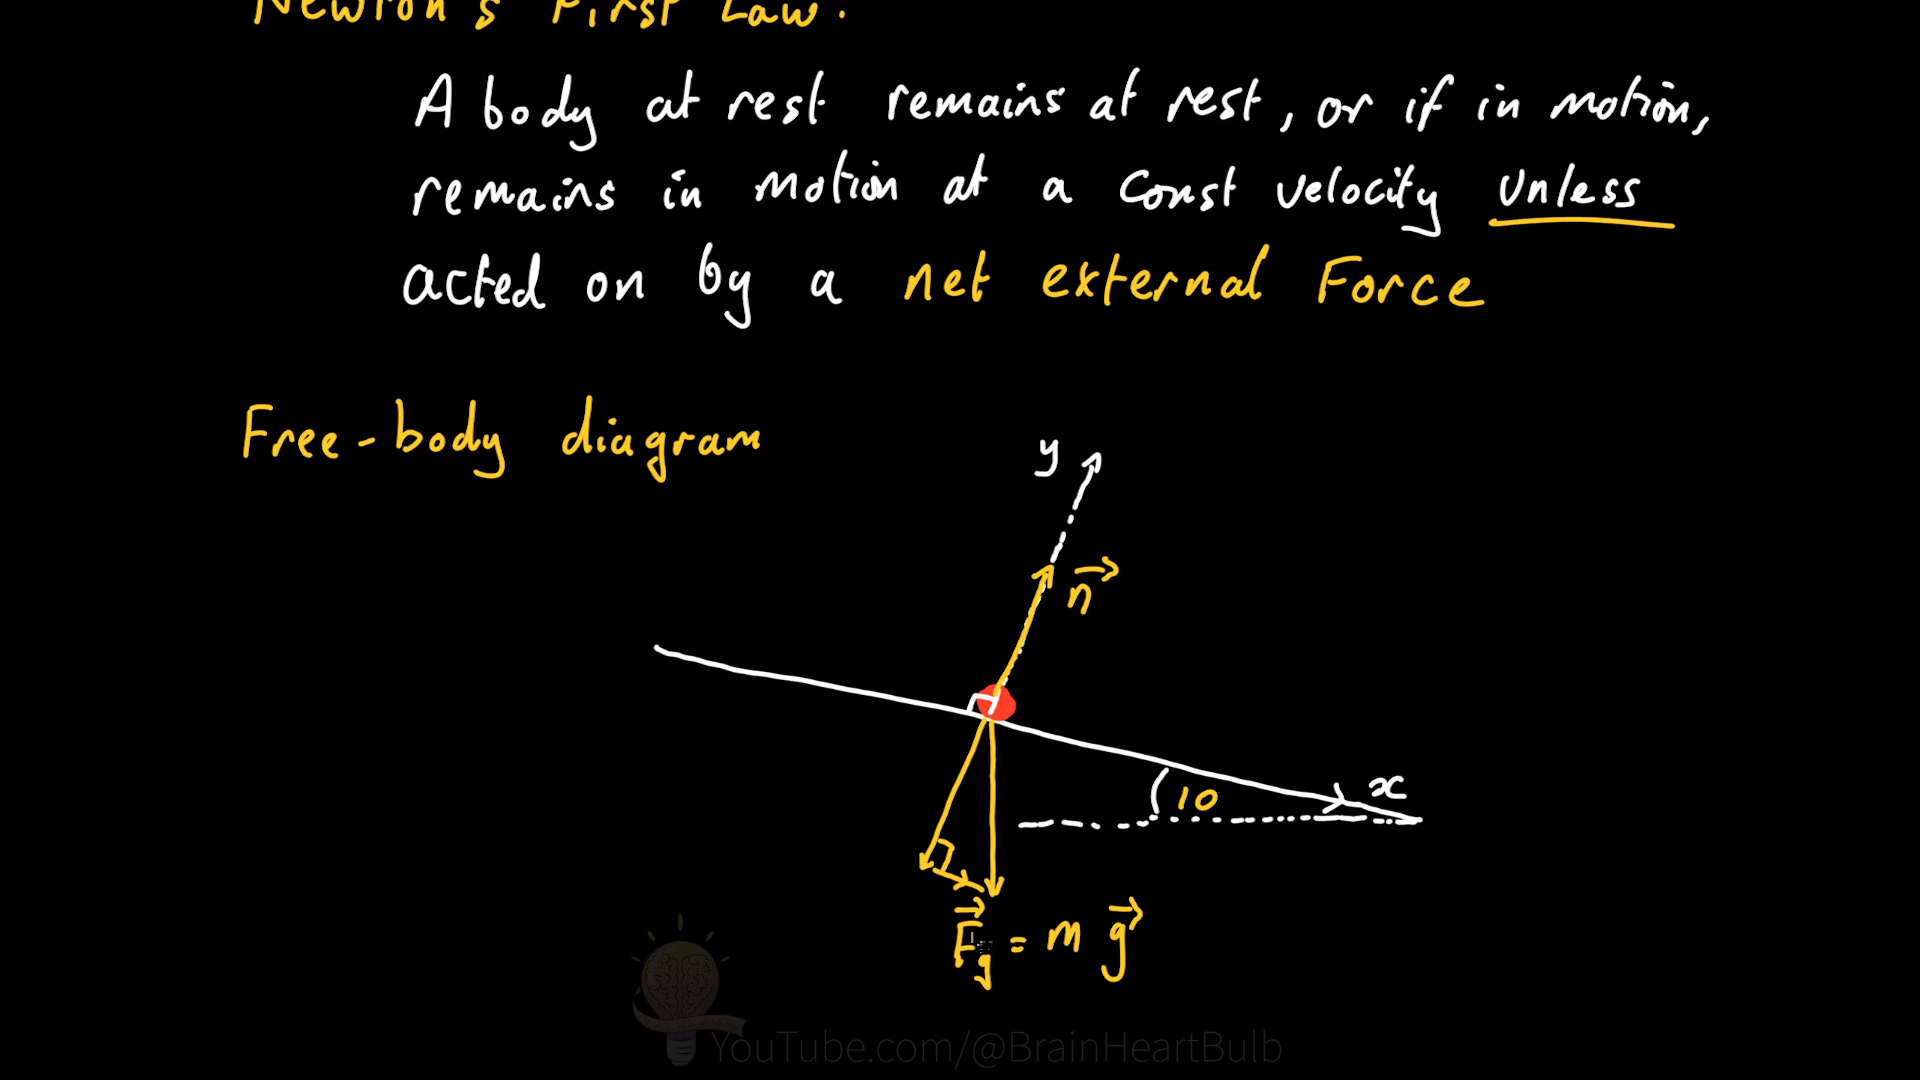 Newton's First Law:
A body at rest remains at rest, or if in motion,
remains in motion at a const velocity unless
acted on by a net external Force
Free-body diagram
y
n
x
10
Fg = m g
YouTube.com/@BrainHeartBulb